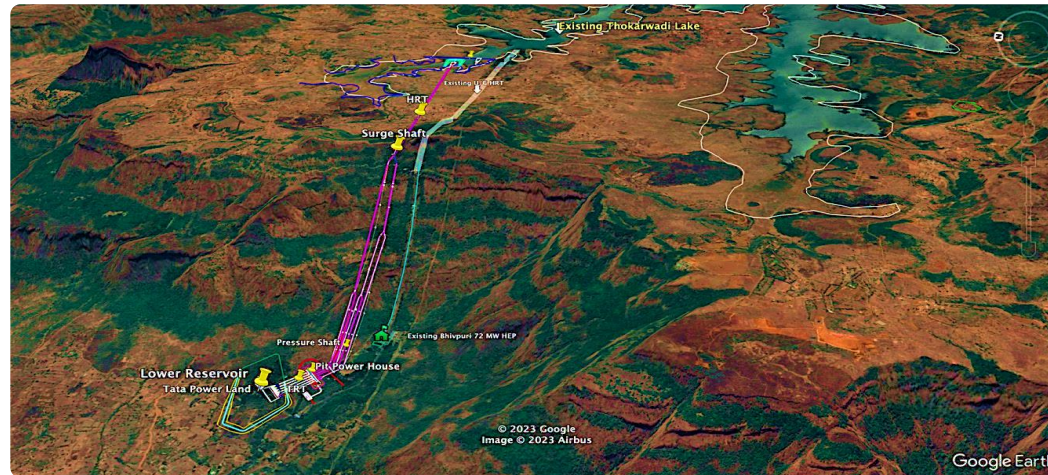 Existing Thokarwadi Lake
HRT
Surge Shaft
Existing Bhivpuri 72 MW HEP
Pressure Shaft
Pit Power House
Lower Reservoir
Tata Power Land
TRT
© 2023 Google
Image © 2023 Airbus
Google Earth